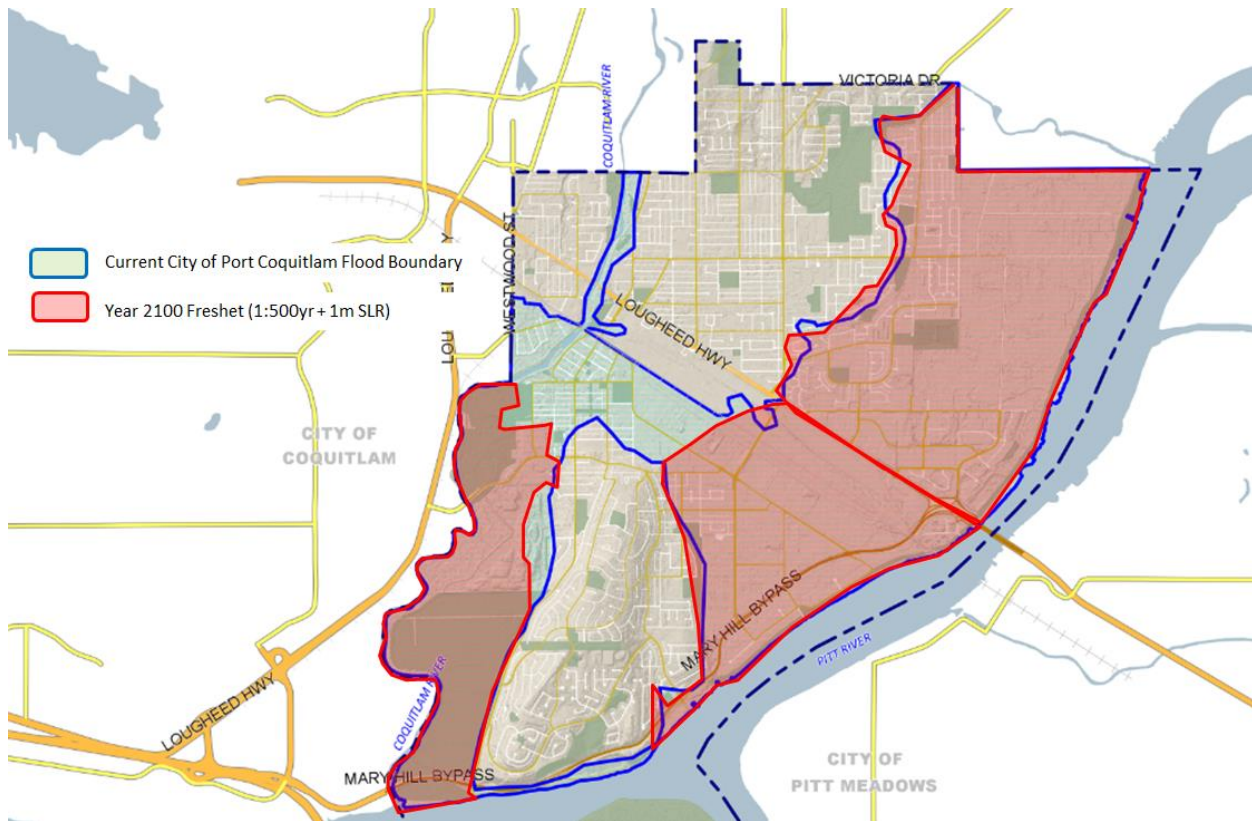 VICTORIA DR
COQUITLAM RIVER
WESTWOOD ST
Current City of Port Coquitlam Flood Boundary
Year 2100 Freshet (1:500yr + 1m SLR)
LOU
Y
LOUGHEED HWY
CITY OF
COQUITLAM
MARY HILL BYPASS
PITT RIVER
COQUITLAM RIVER
LOUGHEED HWY
MARY HILL BYPASS
CITY OF
PITT MEADOWS